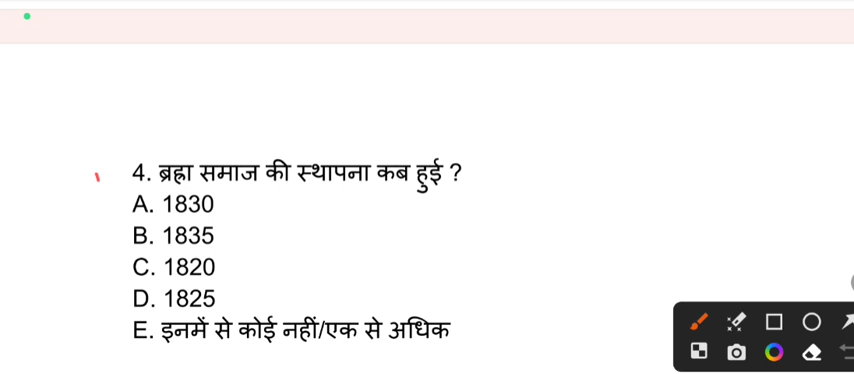 4. ब्रह्म समाज की स्थापना कब हुई ?
A. 1830
B. 1835
C. 1820
D. 1825
E. इनमें से कोई नहीं/एक से अधिक